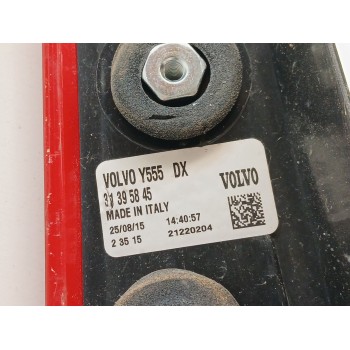 VOLVO Y555 DX
31 39 58 45
MADE IN ITALY
VOLVO
25/08/15 14:40:57
2 35 15 21220204